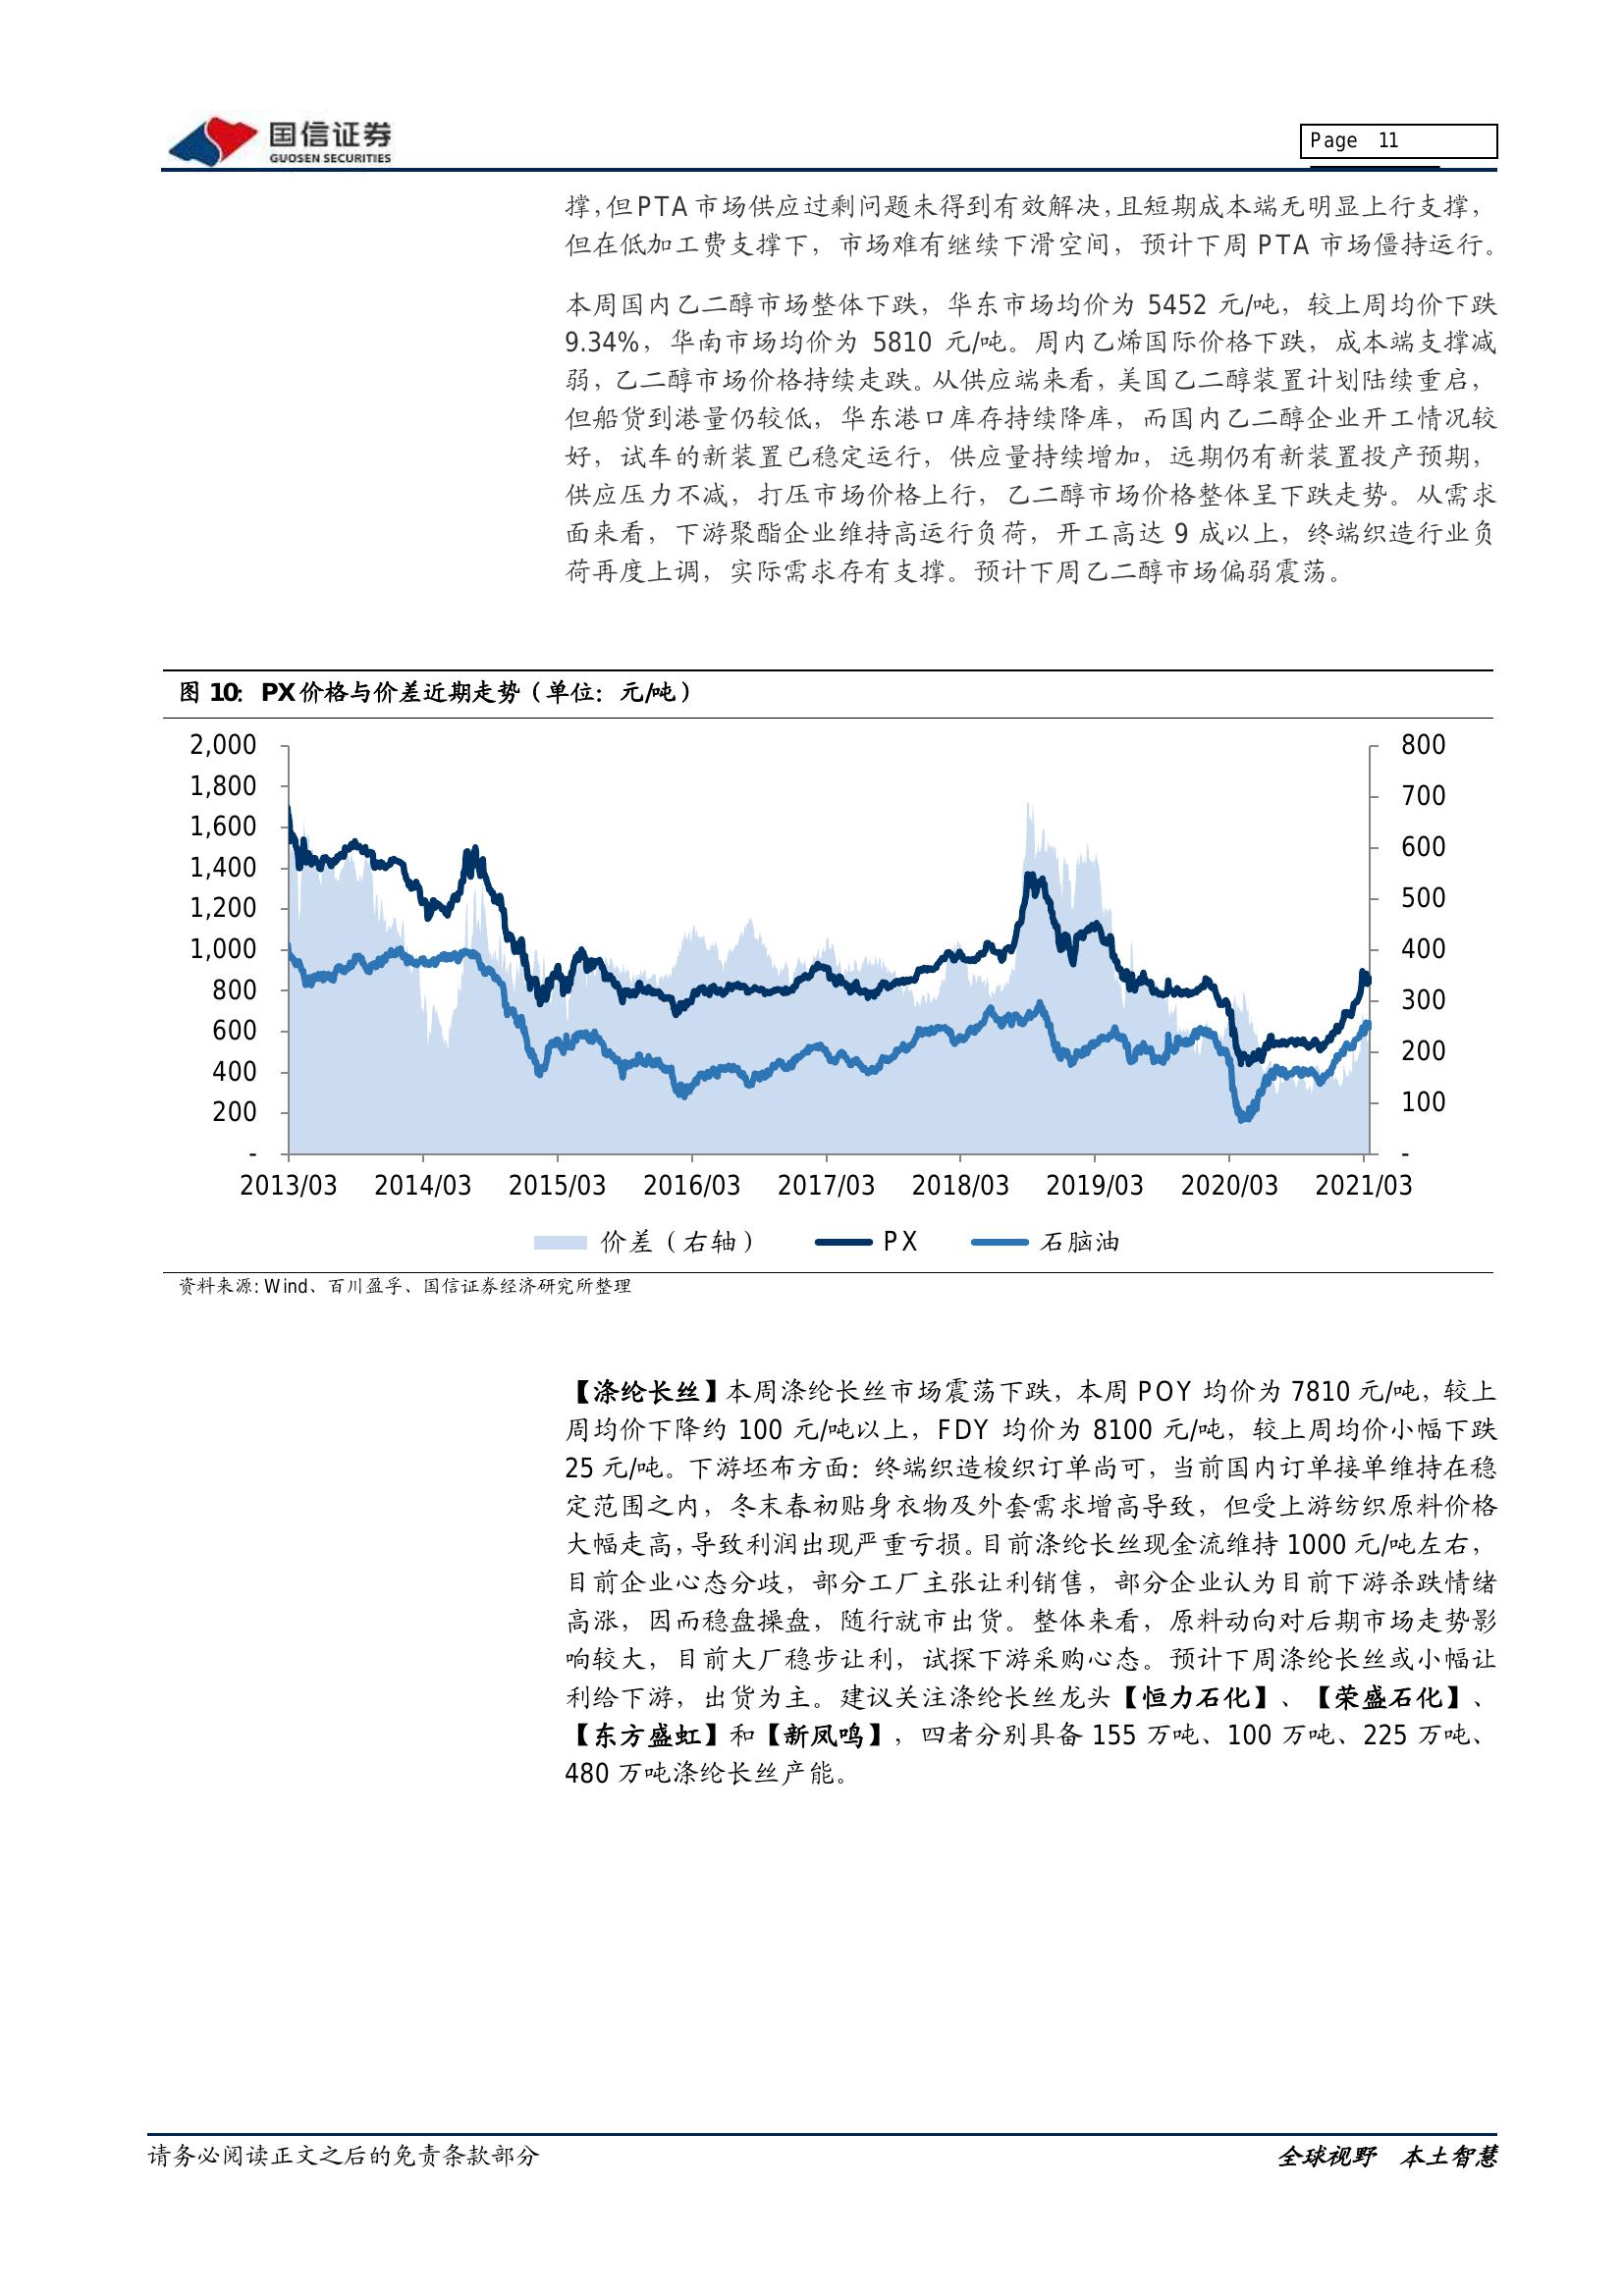 国信证券
GUOSEN SECURITIES
Page 11
撑，但 PTA 市场供应过剩问题未得到有效解决，且短期成本端无明显上行支撑，
但在低加工费支撑下，市场难有继续下滑空间，预计下周 PTA 市场僵持运行。
本周国内乙二醇市场整体下跌，华东市场均价为 5452 元/吨，较上周均价下跌
9.34%，华南市场均价为 5810 元/吨。周内乙烯国际价格下跌，成本端支撑减
弱，乙二醇市场价格持续走跌。从供应端来看，美国乙二醇装置计划陆续重启，
但船货到港量仍较低，华东港口库存持续降库，而国内乙二醇企业开工情况较
好，试车的新装置已稳定运行，供应量持续增加，远期仍有新装置投产预期，
供应压力不减，打压市场价格上行，乙二醇市场价格整体呈下跌走势。从需求
面来看，下游聚酯企业维持高运行负荷，开工高达 9 成以上，终端织造行业负
荷再度上调，实际需求存有支撑。预计下周乙二醇市场偏弱震荡。
图 10：PX 价格与价差近期走势（单位：元/吨）
2,000
1,800
1,600
1,400
1,200
1,000
800
600
400
200
-
800
700
600
500
400
300
200
100
-
2013/03 2014/03 2015/03 2016/03 2017/03 2018/03 2019/03 2020/03 2021/03
价差（右轴） PX 石脑油
资料来源: Wind、百川盈孚、国信证券经济研究所整理
【涤纶长丝】本周涤纶长丝市场震荡下跌，本周 POY 均价为 7810 元/吨，较上
周均价下降约 100 元/吨以上，FDY 均价为 8100 元/吨，较上周均价小幅下跌
25 元/吨。下游坯布方面：终端织造梭织订单尚可，当前国内订单接单维持在稳
定范围之内，冬末春初贴身衣物及外套需求增高导致，但受上游纺织原料价格
大幅走高，导致利润出现严重亏损。目前涤纶长丝现金流维持 1000 元/吨左右，
目前企业心态分歧，部分工厂主张让利销售，部分企业认为目前下游杀跌情绪
高涨，因而稳盘操盘，随行就市出货。整体来看，原料动向对后期市场走势影
响较大，目前大厂稳步让利，试探下游采购心态。预计下周涤纶长丝或小幅让
利给下游，出货为主。建议关注涤纶长丝龙头【恒力石化】、【荣盛石化】、
【东方盛虹】和【新凤鸣】，四者分别具备 155 万吨、100 万吨、225 万吨、
480 万吨涤纶长丝产能。
请务必阅读正文之后的免责条款部分
全球视野 本土智慧